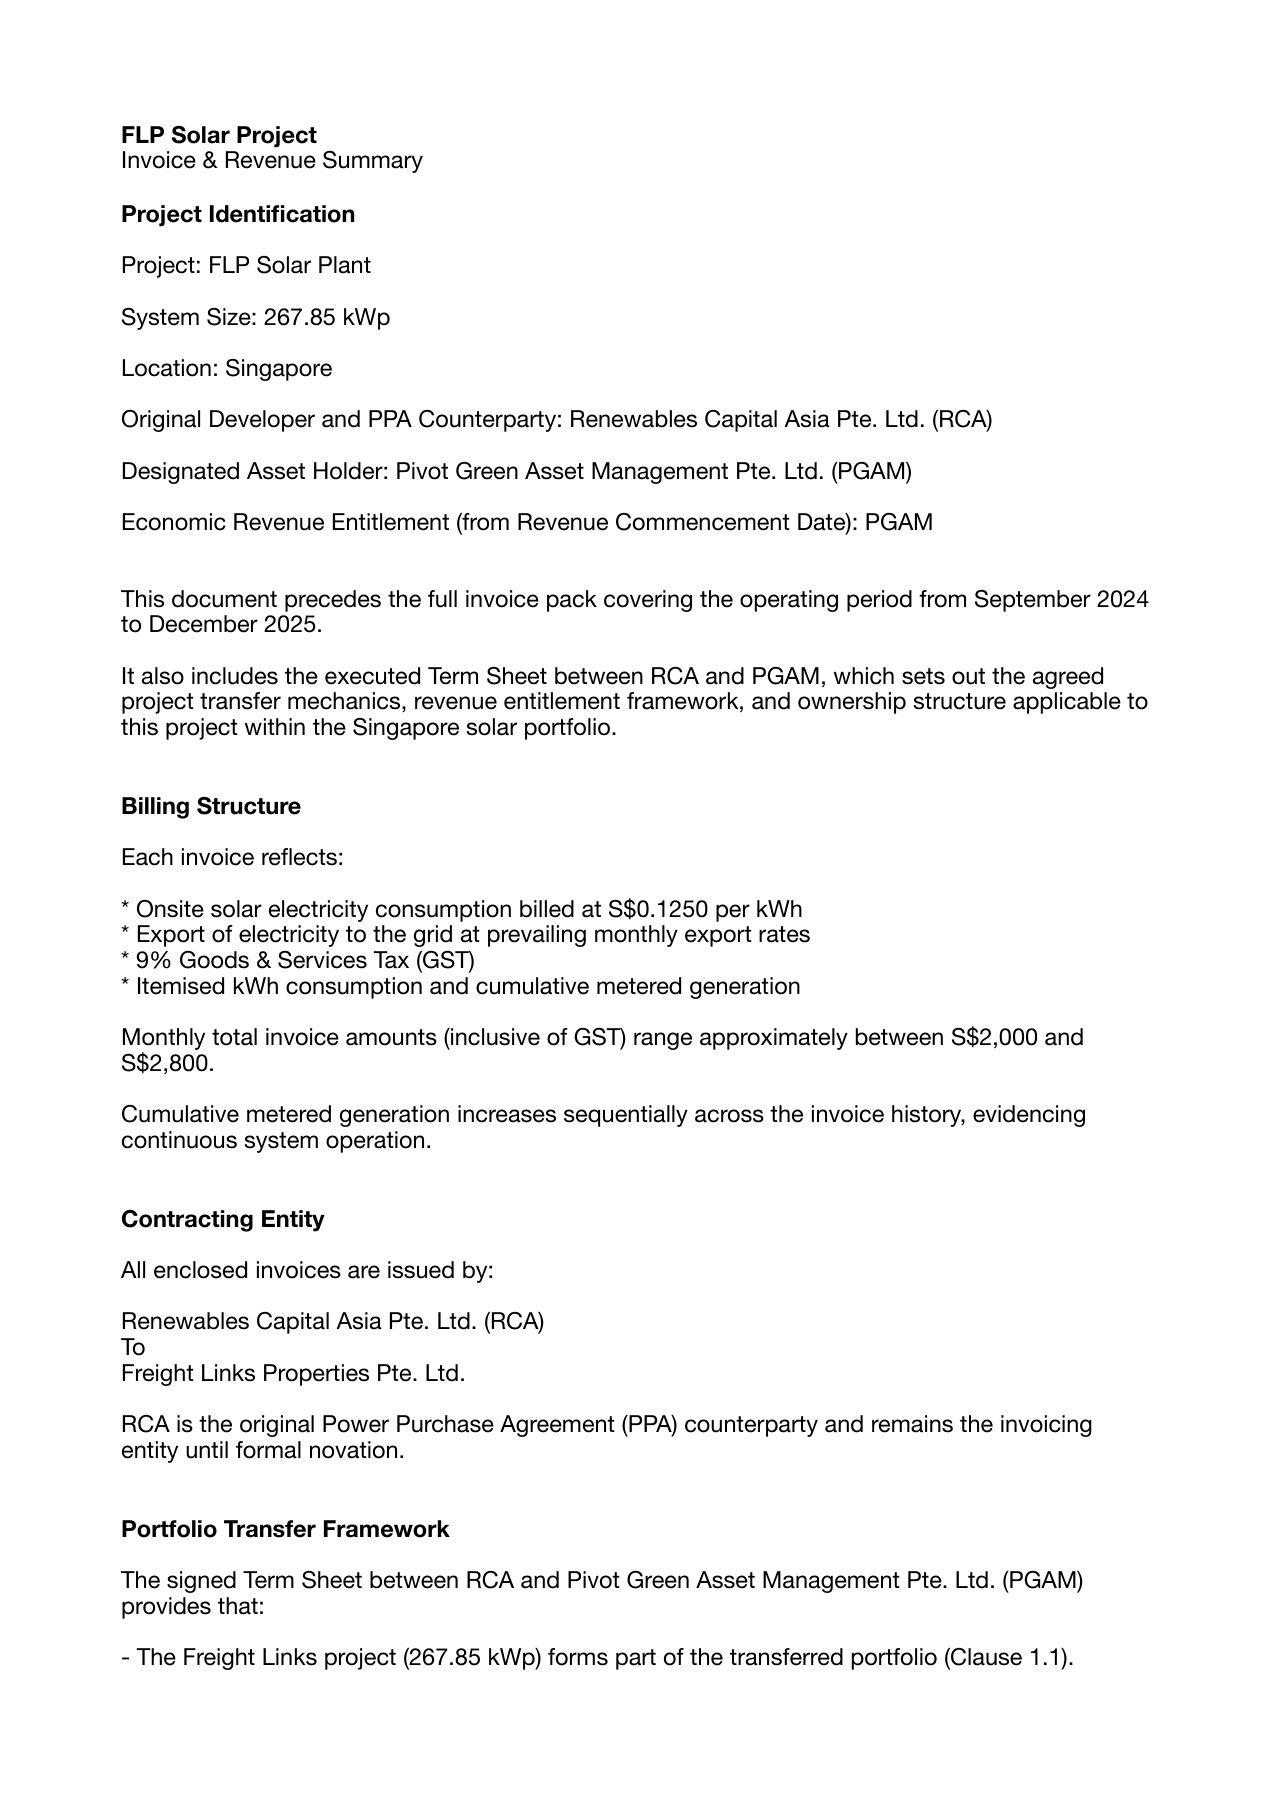 FLP Solar Project
Invoice & Revenue Summary
Project Identification
Project: FLP Solar Plant
System Size: 267.85 kWp
Location: Singapore
Original Developer and PPA Counterparty: Renewables Capital Asia Pte. Ltd. (RCA)
Designated Asset Holder: Pivot Green Asset Management Pte. Ltd. (PGAM)
Economic Revenue Entitlement (from Revenue Commencement Date): PGAM
This document precedes the full invoice pack covering the operating period from September 2024
to December 2025.
It also includes the executed Term Sheet between RCA and PGAM, which sets out the agreed
project transfer mechanics, revenue entitlement framework, and ownership structure applicable to
this project within the Singapore solar portfolio.
Billing Structure
Each invoice reflects:
* Onsite solar electricity consumption billed at S$0.1250 per kWh
* Export of electricity to the grid at prevailing monthly export rates
* 9% Goods & Services Tax (GST)
* Itemised kWh consumption and cumulative metered generation
Monthly total invoice amounts (inclusive of GST) range approximately between S$2,000 and
S$2,800.
Cumulative metered generation increases sequentially across the invoice history, evidencing
continuous system operation.
Contracting Entity
All enclosed invoices are issued by:
Renewables Capital Asia Pte. Ltd. (RCA)
To
Freight Links Properties Pte. Ltd.
RCA is the original Power Purchase Agreement (PPA) counterparty and remains the invoicing
entity until formal novation.
Portfolio Transfer Framework
The signed Term Sheet between RCA and Pivot Green Asset Management Pte. Ltd. (PGAM)
provides that:
- The Freight Links project (267.85 kWp) forms part of the transferred portfolio (Clause 1.1).